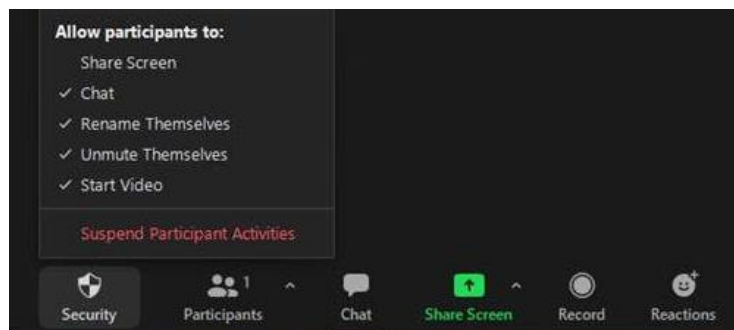 Allow participants to:
Share Screen
✓ Chat
✓ Rename Themselves
✓ Unmute Themselves
✓ Start Video
Suspend Participant Activities
1
Security Participants Chat Share Screen Record Reactions